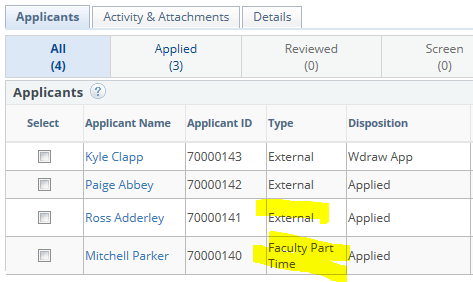 Applicants Activity & Attachments Details
All Applied Reviewed Screen
(4) (3) (0) (0)
Applicants ?
Select Applicant Name Applicant ID Type Disposition
Kyle Clapp 70000143 External Wdraw App
Paige Abbey 70000142 External Applied
Ross Adderley 70000141 External Applied
Mitchell Parker 70000140 Faculty Part Time Applied